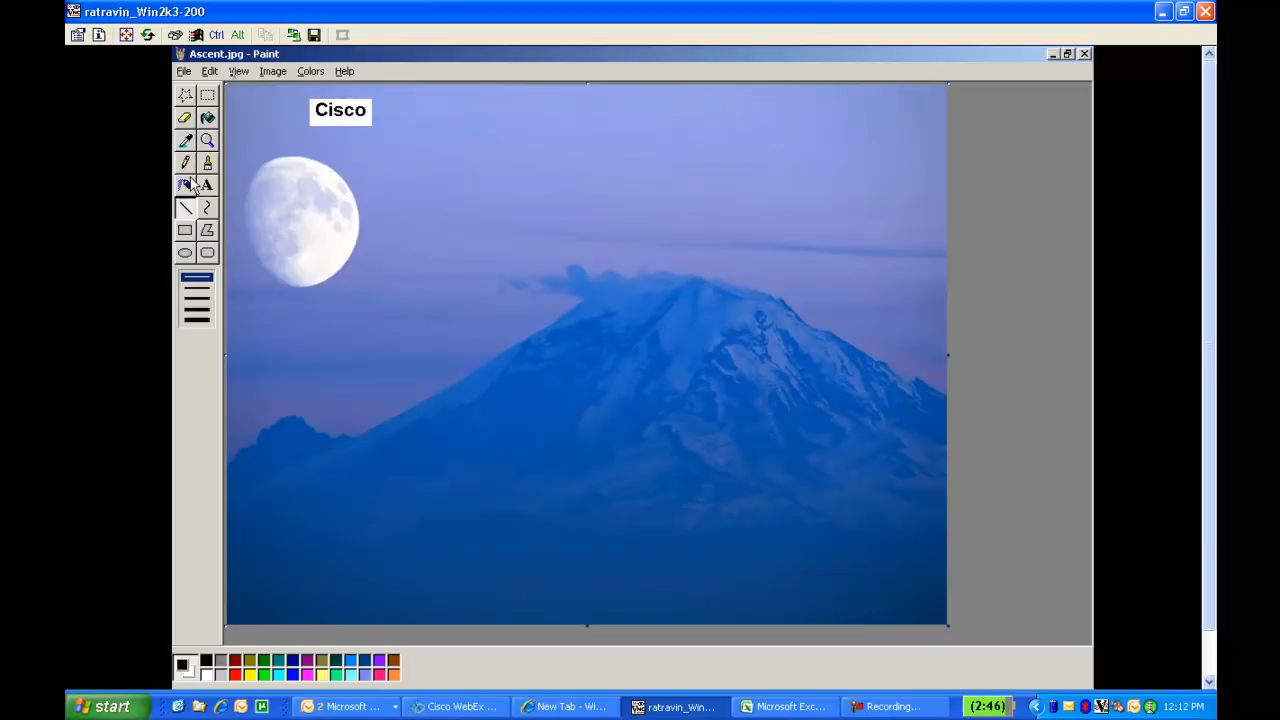 ratravin_Win2k3-200
Ctrl Alt
Ascent.jpg - Paint
File Edit View Image Colors Help
Cisco
A
start
2 Microsoft ...
Cisco WebEx ...
New Tab - Wi...
ratravin_Win...
Microsoft Exc...
Recording...
(2:46)
12:12 PM